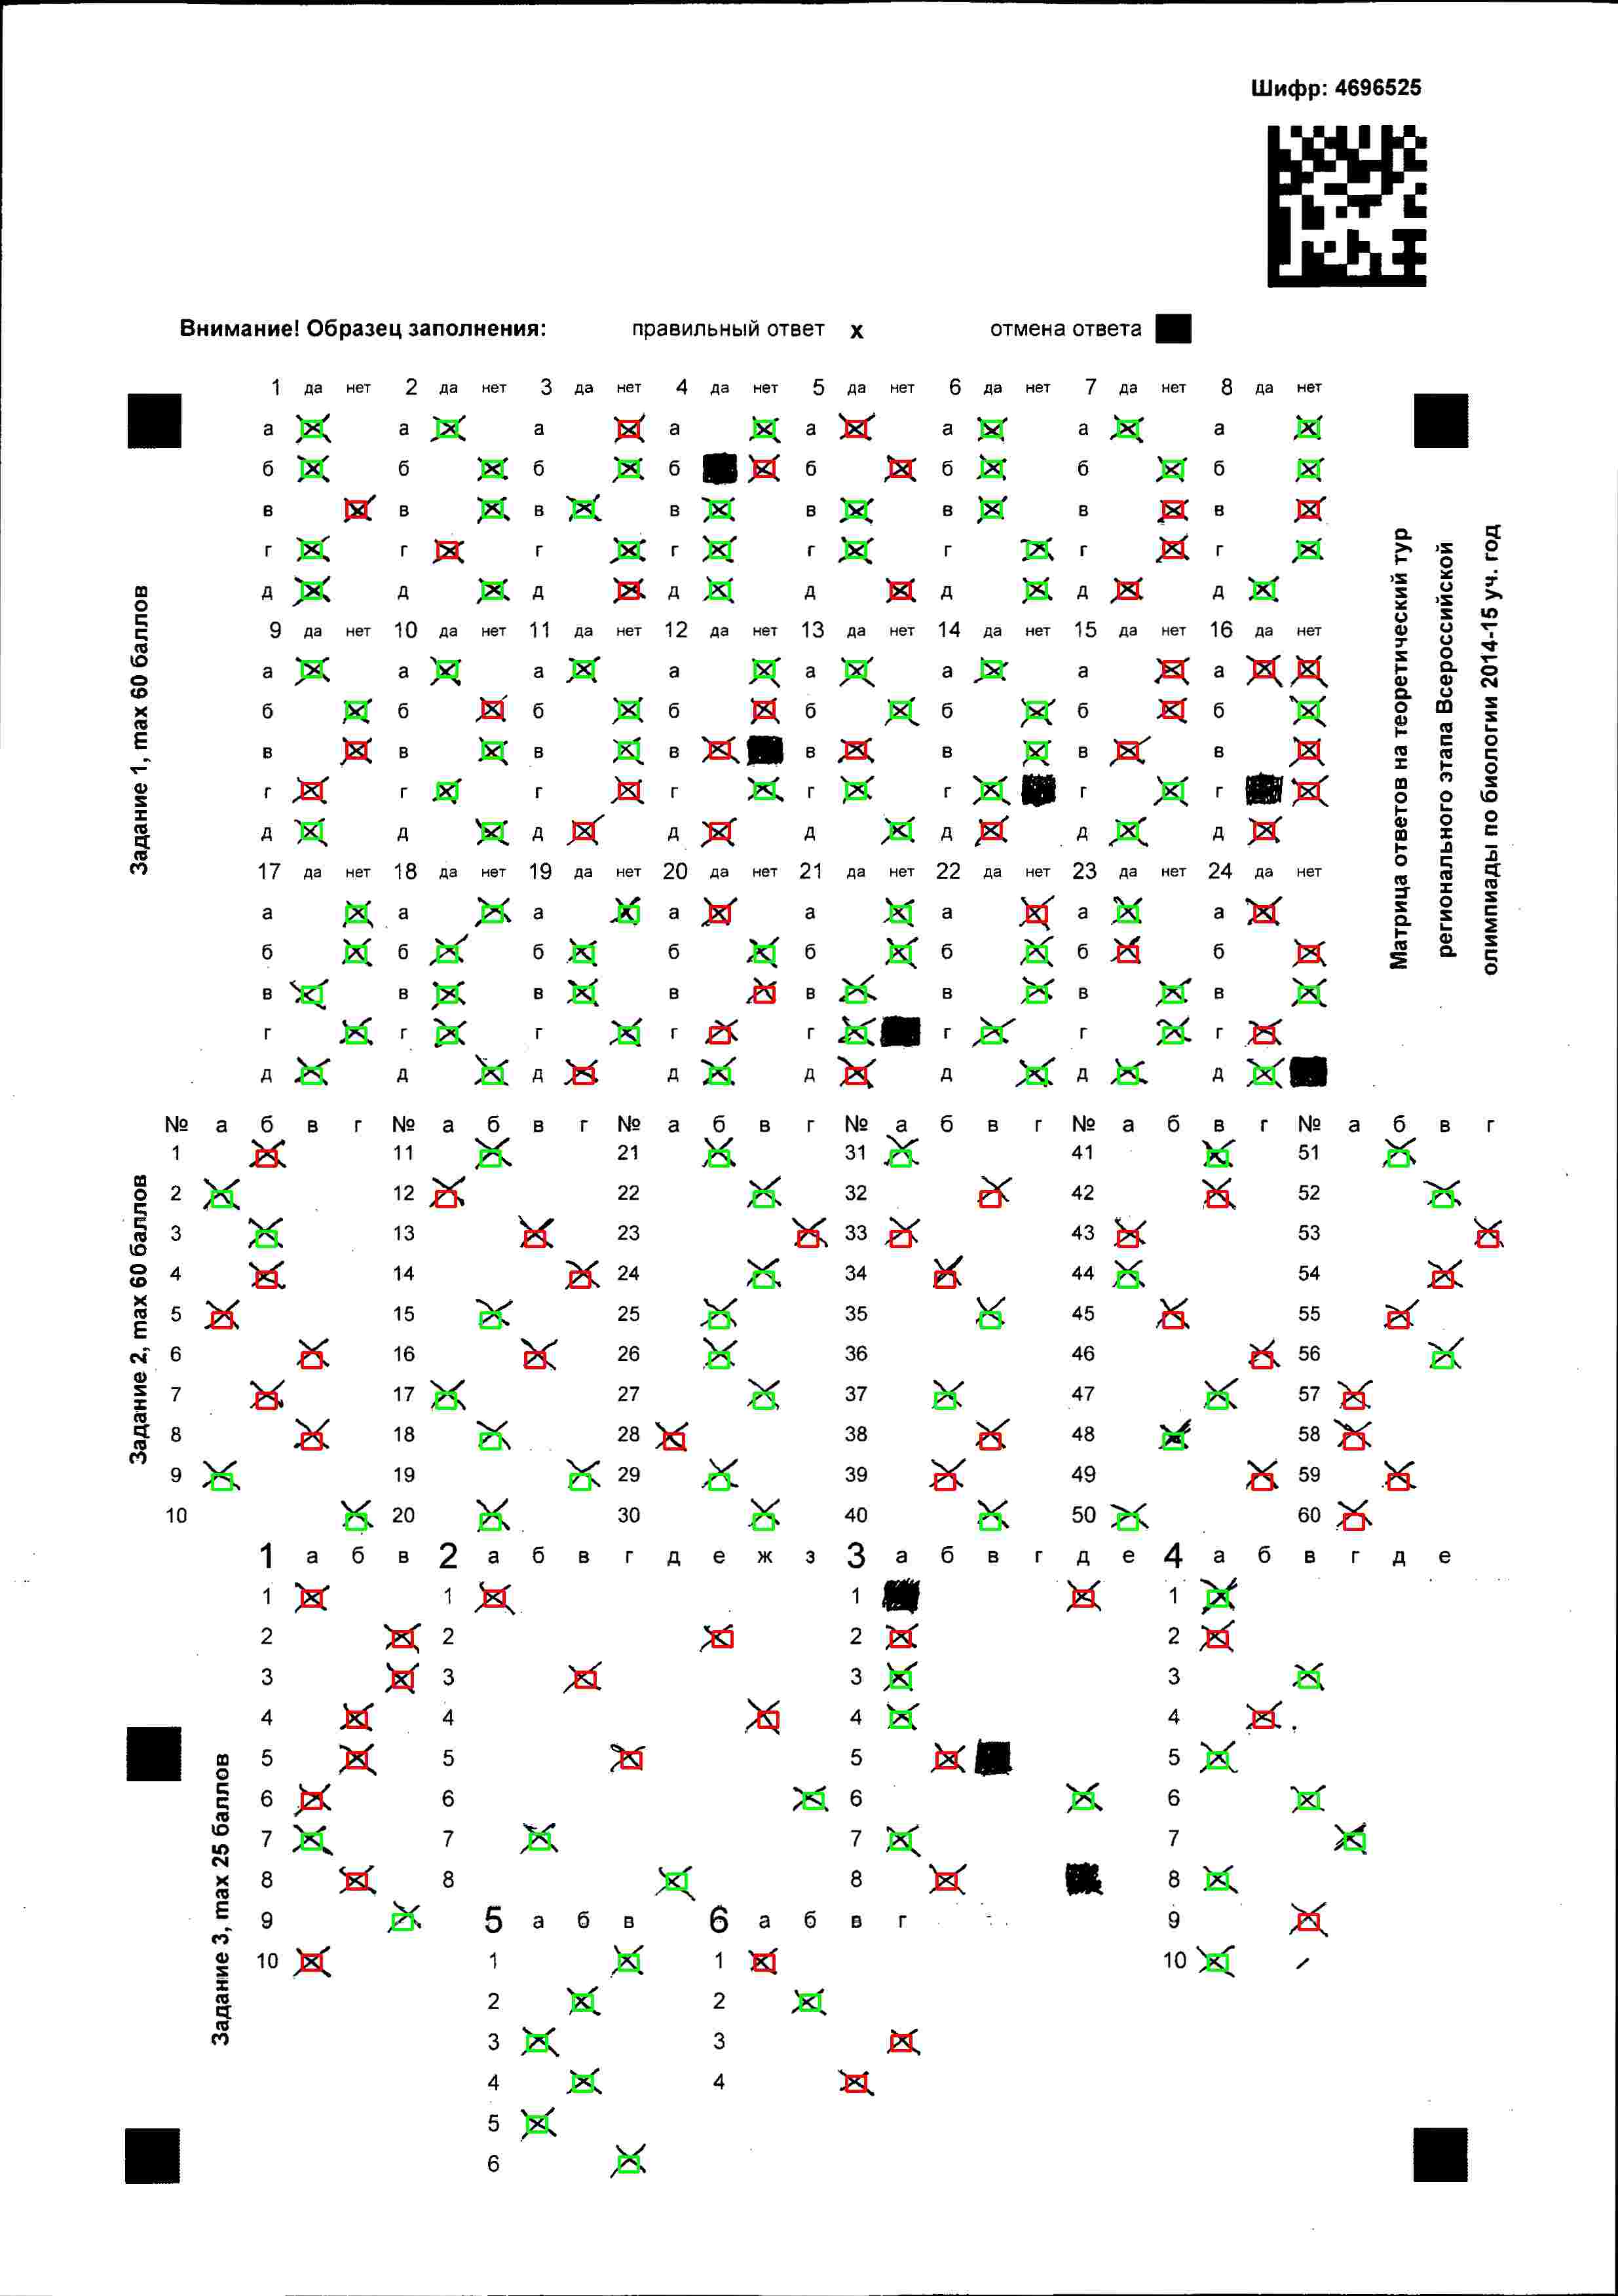 Шифр: 4696525
Внимание! Образец заполнения: правильный ответ х отмена ответа
Матрица ответов на теоретический тур
регионального этапа Всероссийской
олимпиады по биологии 2014-15 уч. год
Задание 1, max 60 баллов
1 да нет 2 да нет 3 да нет 4 да нет 5 да нет 6 да нет 7 да нет 8 да нет
а а а а а а а а
б б б б б б б б
в в в в в в в в
г г г г г г г г
д д д д д д д д
9 да нет 10 да нет 11 да нет 12 да нет 13 да нет 14 да нет 15 да нет 16 да нет
а а а а а а а а
б б б б б б б б
в в в в в в в в
г г г г г г г г
д д д д д д д д
17 да нет 18 да нет 19 да нет 20 да нет 21 да нет 22 да нет 23 да нет 24 да нет
а а а а а а а а
б б б б б б б б
в в в в в в в в
г г г г г г г г
д д д д д д д д
Задание 2, max 60 баллов
№ а б в г № а б в г № а б в г № а б в г № а б в г № а б в г
1 11 21 31 41 51
2 12 22 32 42 52
3 13 23 33 43 53
4 14 24 34 44 54
5 15 25 35 45 55
6 16 26 36 46 56
7 17 27 37 47 57
8 18 28 38 48 58
9 19 29 39 49 59
10 20 30 40 50 60
Задание 3, max 25 баллов
1 а б в 2 а б в г д е ж з 3 а б в г д е 4 а б в г д е
1 1 1 1
2 2 2 2
3 3 3 3
4 4 4 4
5 5 5 5
6 6 6 6
7 7 7 7
8 8 8 8
9 5 а б в 6 а б в г 9
10 1 1 10
2 2
3 3
4 4
5
6